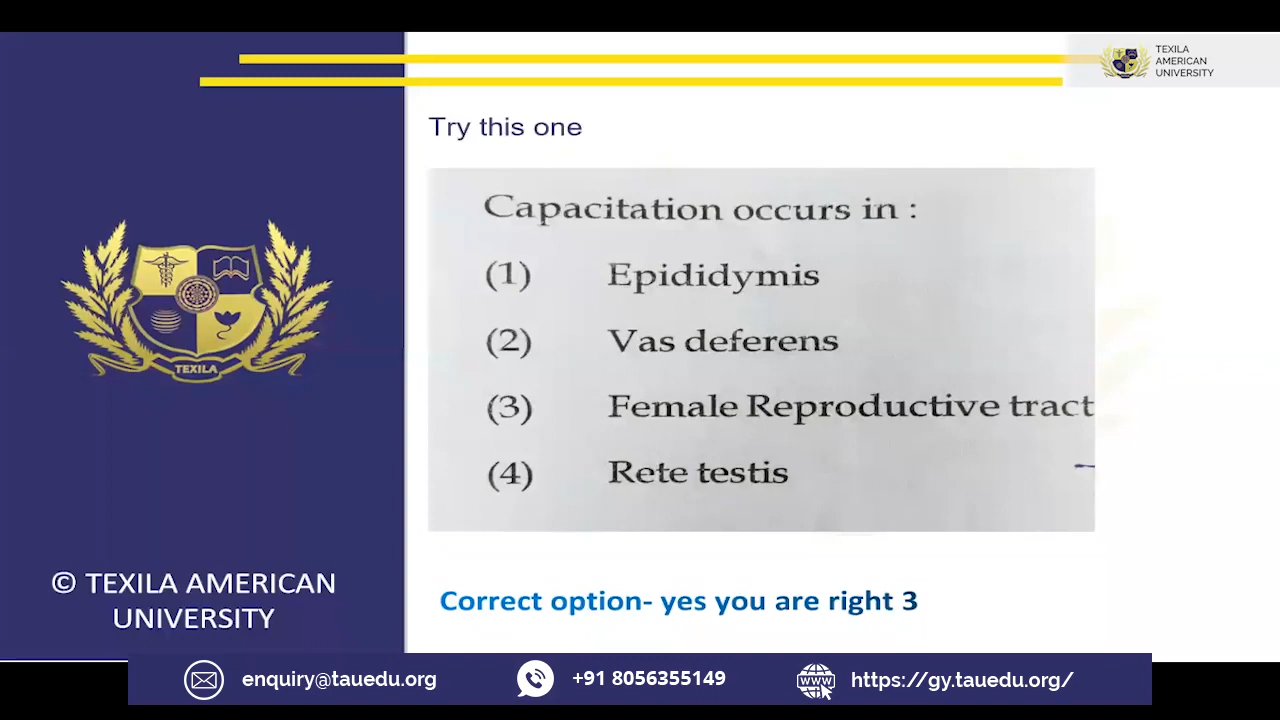 TEXILA
AMERICAN
UNIVERSITY
Try this one
Capacitation occurs in :
(1) Epididymis
(2) Vas deferens
(3) Female Reproductive tract
(4) Rete testis
TEXILA
© TEXILA AMERICAN
UNIVERSITY
Correct option- yes you are right 3
enquiry@tauedu.org
+91 8056355149
www
https://gy.tauedu.org/